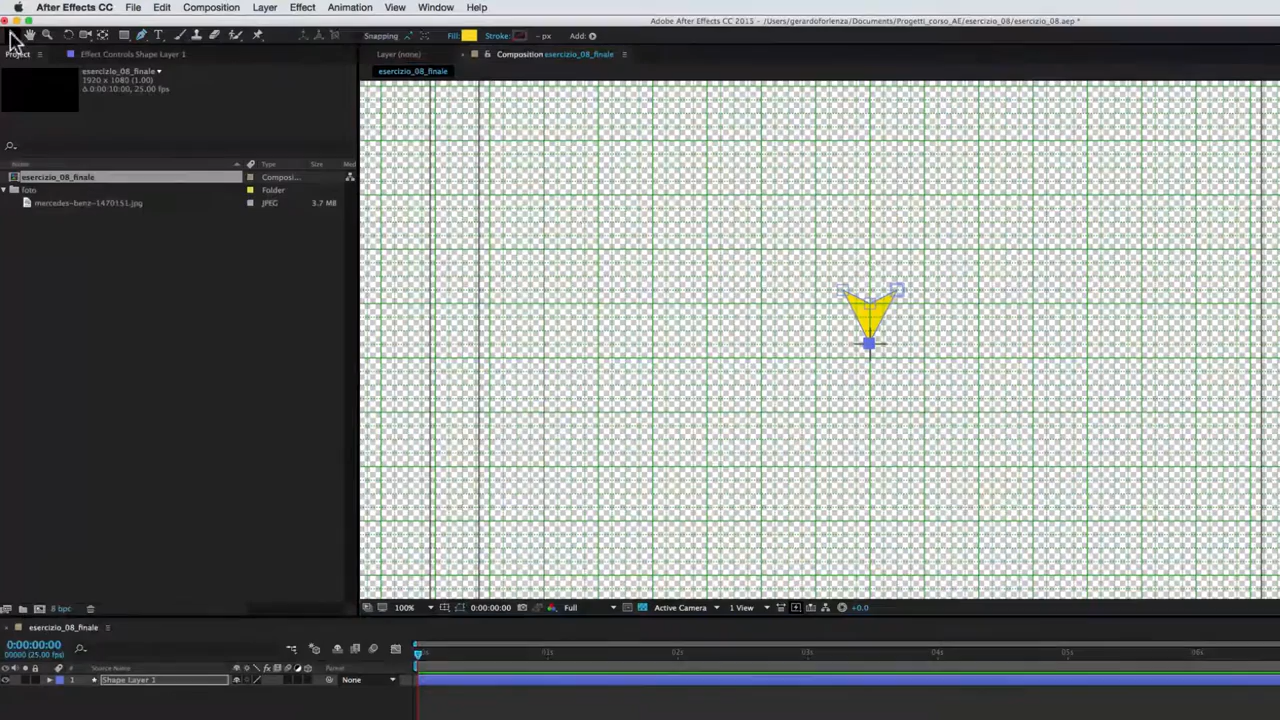 After Effects CC File Edit Composition Layer Effect Animation View Window Help
Adobe After Effects CC 2015 - /Users/gerardoforlenza/Documents/Progetti_corso_AE/esercizio_08/esercizio_08.aep *
Snapping Fill: Stroke: - px Add:
Project Effect Controls Shape Layer 1 Layer (none) Composition esercizio_08_finale
esercizio_08_finale
esercizio_08_finale
1920 x 1080 (1.00)
Δ 0:00:10:00, 25.00 fps
Name Type Size Med
esercizio_08_finale Composi...
foto Folder
mercedes-benz-1470151.jpg JPEG 3.7 MB
8 bpc 100% 0:00:00:00 Full Active Camera 1 View +0.0
esercizio_08_finale
0:00:00:00
00000 (25.00 fps)
01s 02s 03s 04s 05s 06s
# Source Name fx Parent
1 Shape Layer 1 None